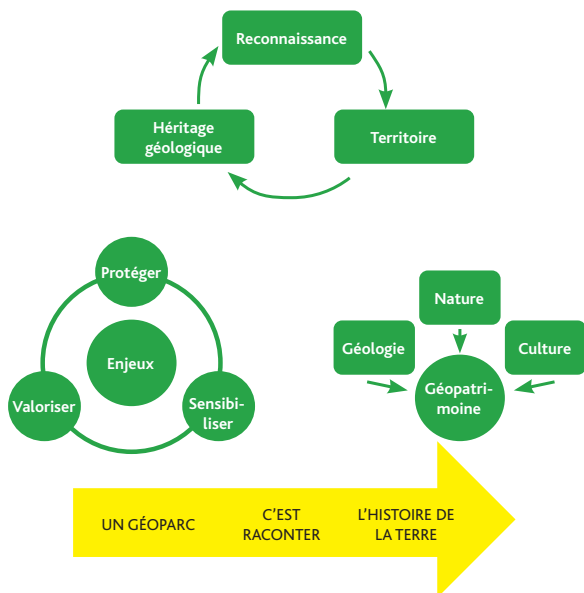 Reconnaissance
Héritage
géologique
Territoire
Protéger
Enjeux
Valoriser
Sensibi-
liser
Nature
Géologie
Culture
Géopatri-
moine
UN GÉOPARC
C’EST
RACONTER
L’HISTOIRE DE
LA TERRE